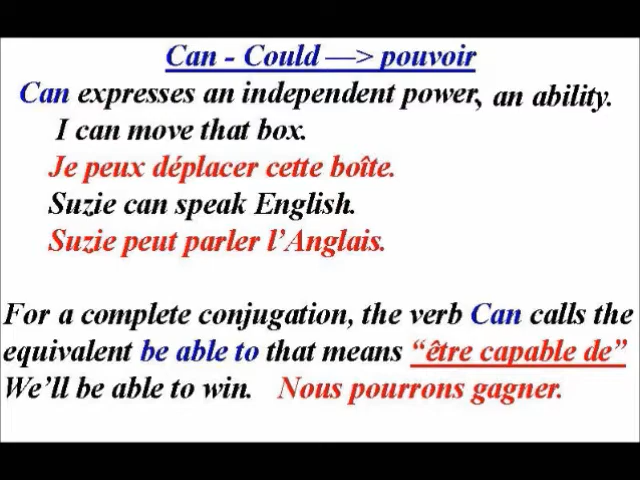 Can - Could —> pouvoir
Can expresses an independent power, an ability.
I can move that box.
Je peux déplacer cette boîte.
Suzie can speak English.
Suzie peut parler l’Anglais.
For a complete conjugation, the verb Can calls the
equivalent be able to that means “être capable de”
We’ll be able to win. Nous pourrons gagner.